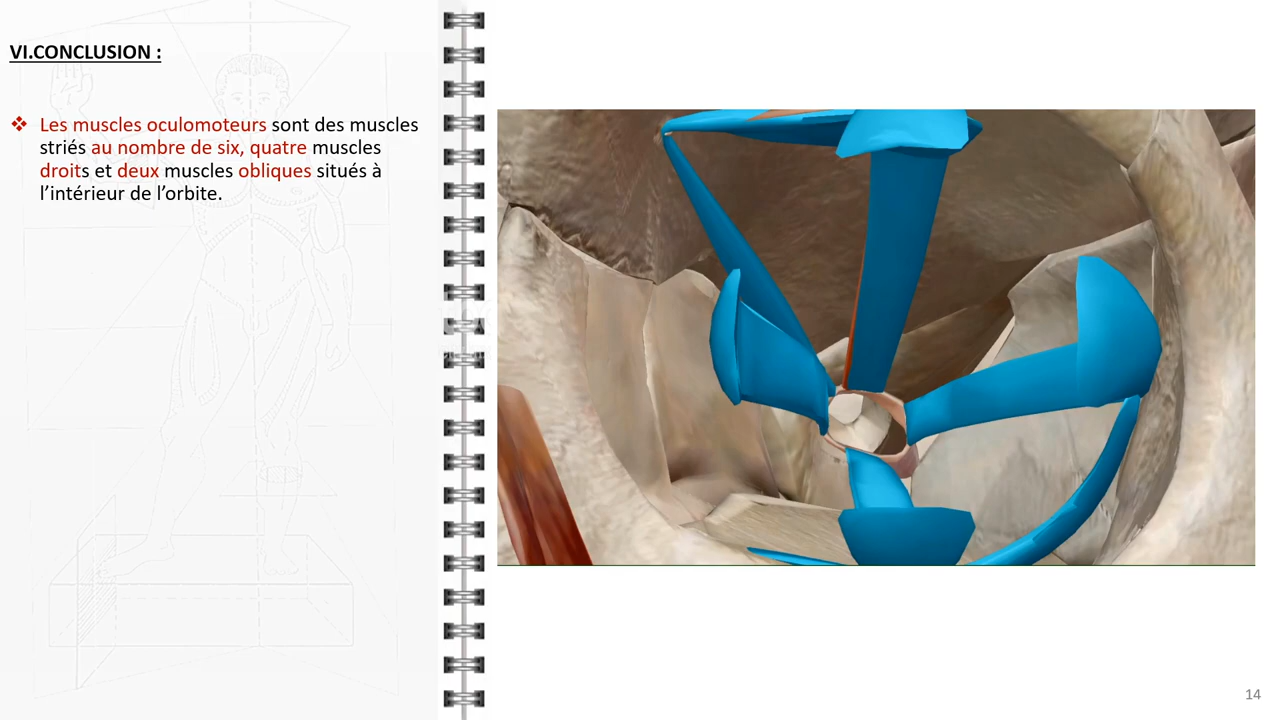 VI.CONCLUSION :
❖ Les muscles oculomoteurs sont des muscles
striés au nombre de six, quatre muscles
droits et deux muscles obliques situés à
l’intérieur de l’orbite.
14